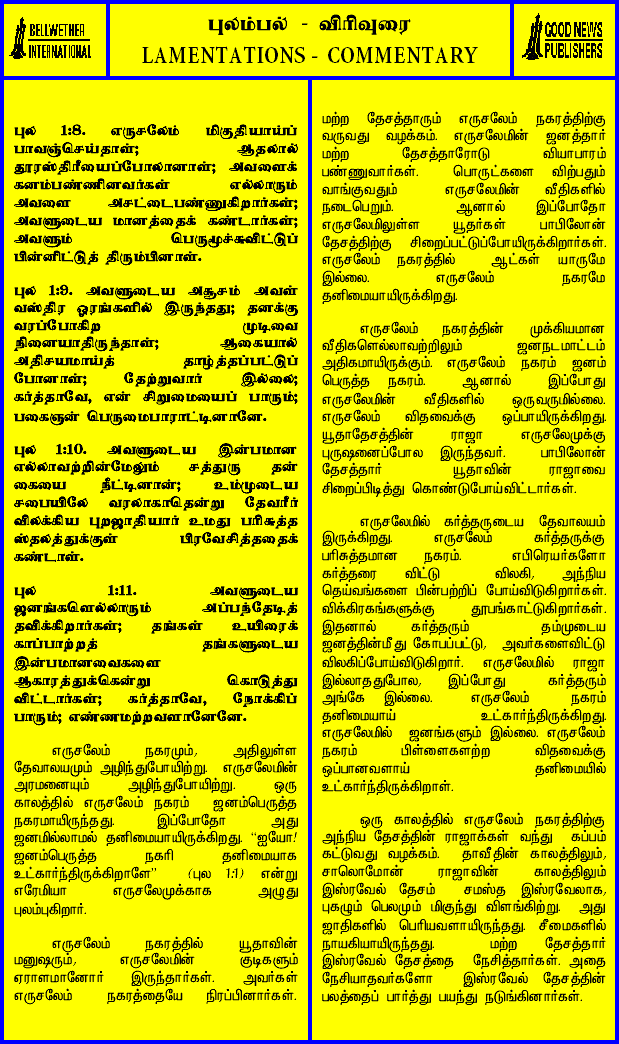 BELLWETHER
INTERNATIONAL
புலம்பல் - விரிவுரை
LAMENTATIONS - COMMENTARY
GOOD NEWS
PUBLISHERS
புல 1:8. எருசலேம் மிகுதியாய்ப்
பாவஞ்செய்தாள்; ஆதலால்
தூரஸ்திரீயைப்போலானாள்; அவளைக்
கனம்பண்ணினவர்கள் எல்லாரும்
அவளை அசட்டைபண்ணுகிறார்கள்;
அவளுடைய மானத்தைக் கண்டார்கள்;
அவளும் பெருமூச்சுவிட்டுப்
பின்னிட்டுத் திரும்பினாள்.
புல 1:9. அவளுடைய அசூசம் அவள்
வஸ்திர ஓரங்களில் இருந்தது; தனக்கு
வரப்போகிற முடிவை
நினையாதிருந்தாள்; ஆகையால்
அதிசயமாய்த் தாழ்த்தப்பட்டுப்
போனாள்; தேற்றுவார் இல்லை;
கர்த்தாவே, என் சிறுமையைப் பாரும்;
பகைஞன் பெருமைபாராட்டினானே.
புல 1:10. அவளுடைய இன்பமான
எல்லாவற்றின்மேலும் சத்துரு தன்
கையை நீட்டினான்; உம்முடைய
சபையிலே வரலாகாதென்று தேவரீர்
விலக்கிய புறஜாதியார் உமது பரிசுத்த
ஸ்தலத்துக்குள் பிரவேசித்ததைக்
கண்டாள்.
புல 1:11. அவளுடைய
ஜனங்களெல்லாரும் அப்பந்தேடித்
தவிக்கிறார்கள்; தங்கள் உயிரைக்
காப்பாற்றத் தங்களுடைய
இன்பமானவைகளை
ஆகாரத்துக்கென்று கொடுத்து
விட்டார்கள்; கர்த்தாவே, நோக்கிப்
பாரும்; எண்ணமற்றவளானேனே.
எருசலேம் நகரமும், அதிலுள்ள
தேவாலயமும் அழிந்துபோயிற்று. எருசலேமின்
அரமனையும் அழிந்துபோயிற்று. ஒரு
காலத்தில் எருசலேம் நகரம் ஜனம்பெருத்த
நகரமாயிருந்தது. இப்போதோ அது
ஜனமில்லாமல் தனிமையாயிருக்கிறது. “ஐயோ!
ஜனம்பெருத்த நகரி தனிமையாக
உட்கார்ந்திருக்கிறாளே” (புல 1:1) என்று
எரேமியா எருசலேமுக்காக அழுது
புலம்புகிறார்.
எருசலேம் நகரத்தில் யூதாவின்
மனுஷரும், எருசலேமின் குடிகளும்
ஏராளமானோர் இருந்தார்கள். அவர்கள்
எருசலேம் நகரத்தையே நிரப்பினார்கள்.
மற்ற தேசத்தாரும் எருசலேம் நகரத்திற்கு
வருவது வழக்கம். எருசலேமின் ஜனத்தார்
மற்ற தேசத்தாரோடு வியாபாரம்
பண்ணுவார்கள். பொருட்களை விற்பதும்
வாங்குவதும் எருசலேமின் வீதிகளில்
நடைபெறும். ஆனால் இப்போதோ
எருசலேமிலுள்ள யூதர்கள் பாபிலோன்
தேசத்திற்கு சிறைப்பட்டுப்போயிருக்கிறார்கள்.
எருசலேம் நகரத்தில் ஆட்கள் யாருமே
இல்லை. எருசலேம் நகரமே
தனிமையாயிருக்கிறது.
எருசலேம் நகரத்தின் முக்கியமான
வீதிகளெல்லாவற்றிலும் ஜனநடமாட்டம்
அதிகமாயிருக்கும். எருசலேம் நகரம் ஜனம்
பெருத்த நகரம். ஆனால் இப்போது
எருசலேமின் வீதிகளில் ஒருவருமில்லை.
எருசலேம் விதவைக்கு ஒப்பாயிருக்கிறது.
யூதாதேசத்தின் ராஜா எருசலேமுக்கு
புருஷனைப்போல இருந்தவர். பாபிலோன்
தேசத்தார் யூதாவின் ராஜாவை
சிறைப்பிடித்து கொண்டுபோய்விட்டார்கள்.
எருசலேமில் கர்த்தருடைய தேவாலயம்
இருக்கிறது. எருசலேம் கர்த்தருக்கு
பரிசுத்தமான நகரம். எபிரெயர்களோ
கர்த்தரை விட்டு விலகி, அந்நிய
தெய்வங்களை பின்பற்றிப் போய்விடுகிறார்கள்.
விக்கிரகங்களுக்கு தூபங்காட்டுகிறார்கள்.
இதனால் கர்த்தரும் தம்முடைய
ஜனத்தின்மீது கோபப்பட்டு, அவர்களைவிட்டு
விலகிப்போய்விடுகிறார். எருசலேமில் ராஜா
இல்லாததுபோல, இப்போது கர்த்தரும்
அங்கே இல்லை. எருசலேம் நகரம்
தனிமையாய் உட்கார்ந்திருக்கிறது.
எருசலேமில் ஜனங்களும் இல்லை. எருசலேம்
நகரம் பிள்ளைகளற்ற விதவைக்கு
ஒப்பானவளாய் தனிமையில்
உட்கார்ந்திருக்கிறாள்.
ஒரு காலத்தில் எருசலேம் நகரத்திற்கு
அந்நிய தேசத்தின் ராஜாக்கள் வந்து கப்பம்
கட்டுவது வழக்கம். தாவீதின் காலத்திலும்,
சாலொமோன் ராஜாவின் காலத்திலும்
இஸ்ரவேல் தேசம் சமஸ்த இஸ்ரவேலாக,
புகழும் பெலமும் மிகுந்து விளங்கிற்று. அது
ஜாதிகளில் பெரியவளாயிருந்தது. சீமைகளில்
நாயகியாயிருந்தது. மற்ற தேசத்தார்
இஸ்ரவேல் தேசத்தை நேசித்தார்கள். அதை
நேசியாதவர்களோ இஸ்ரவேல் தேசத்தின்
பலத்தைப் பார்த்து பயந்து நடுங்கினார்கள்.